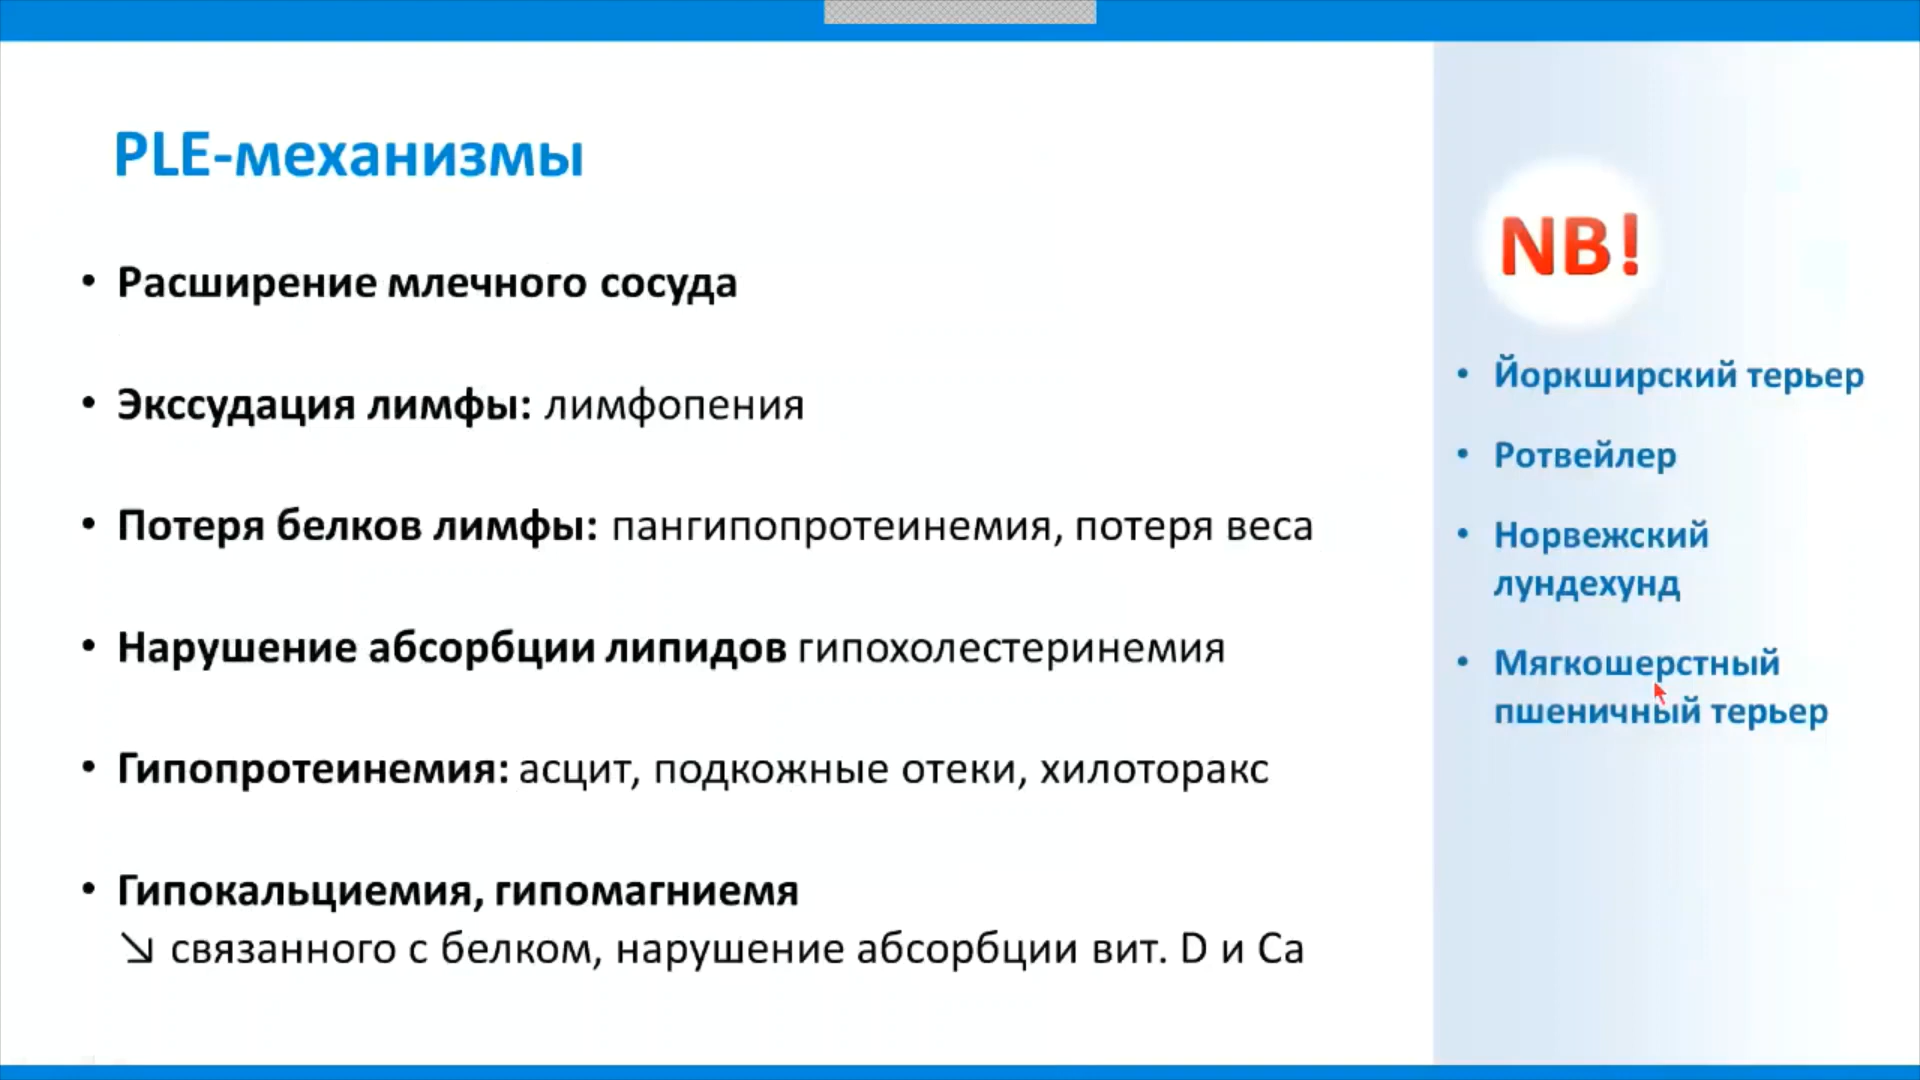 PLE-механизмы
• Расширение млечного сосуда
• Экссудация лимфы: лимфопения
• Потеря белков лимфы: пангипопротеинемия, потеря веса
• Нарушение абсорбции липидов гипохолестеринемия
• Гипопротеинемия: асцит, подкожные отеки, хилоторакс
• Гипокальциемия, гипомагниемя
↘ связанного с белком, нарушение абсорбции вит. D и Ca
NB!
• Йоркширский терьер
• Ротвейлер
• Норвежский
лундехунд
• Мягкошерстный
пшеничный терьер